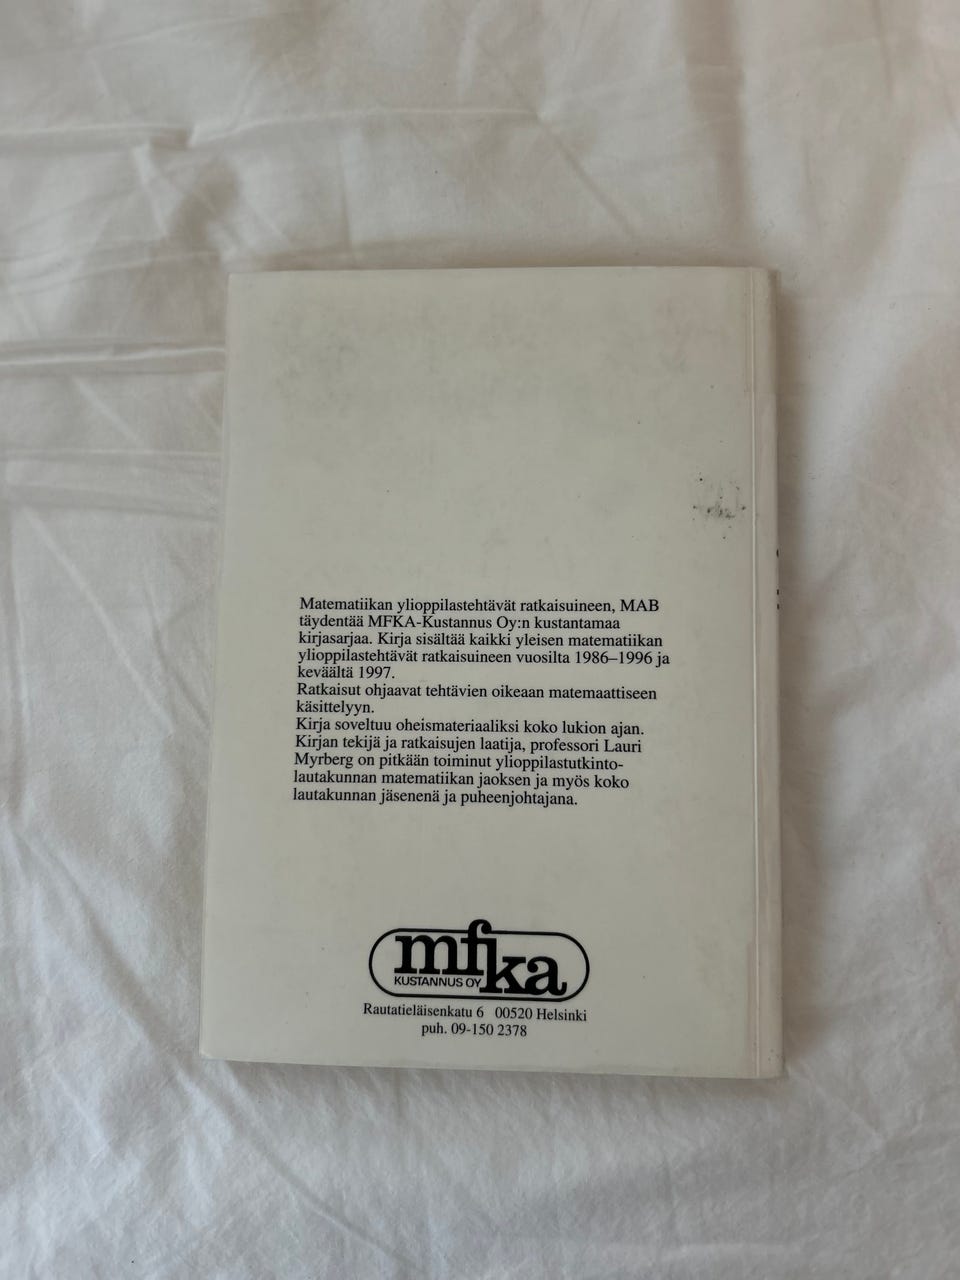 Matematiikan ylioppilastehtävät ratkaisuineen, MAB
täydentää MFKA-Kustannus Oy:n kustantamaa
kirjasarjaa. Kirja sisältää kaikki yleisen matematiikan
ylioppilastehtävät ratkaisuineen vuosilta 1986–1996 ja
keväältä 1997.
Ratkaisut ohjaavat tehtävien oikeaan matemaattiseen
käsittelyyn.
Kirja soveltuu oheismateriaaliksi koko lukion ajan.
Kirjan tekijä ja ratkaisujen laatija, professori Lauri
Myrberg on pitkään toiminut ylioppilastutkinto-
lautakunnan matematiikan jaoksen ja myös koko
lautakunnan jäsenenä ja puheenjohtajana.
mfka
KUSTANNUS OY
Rautatieläisenkatu 6 00520 Helsinki
puh. 09-150 2378